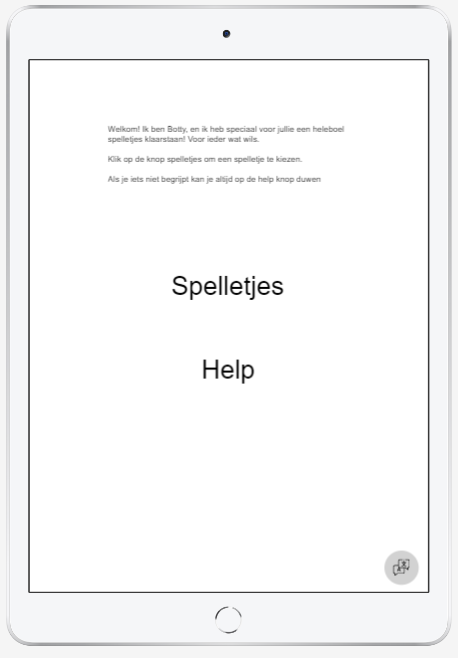 Welkom! Ik ben Botty, en ik heb speciaal voor jullie een heleboel
spelletjes klaarstaan! Voor ieder wat wils.
Klik op de knop spelletjes om een spelletje te kiezen.
Als je iets niet begrijpt kan je altijd op de help knop duwen
Spelletjes
Help